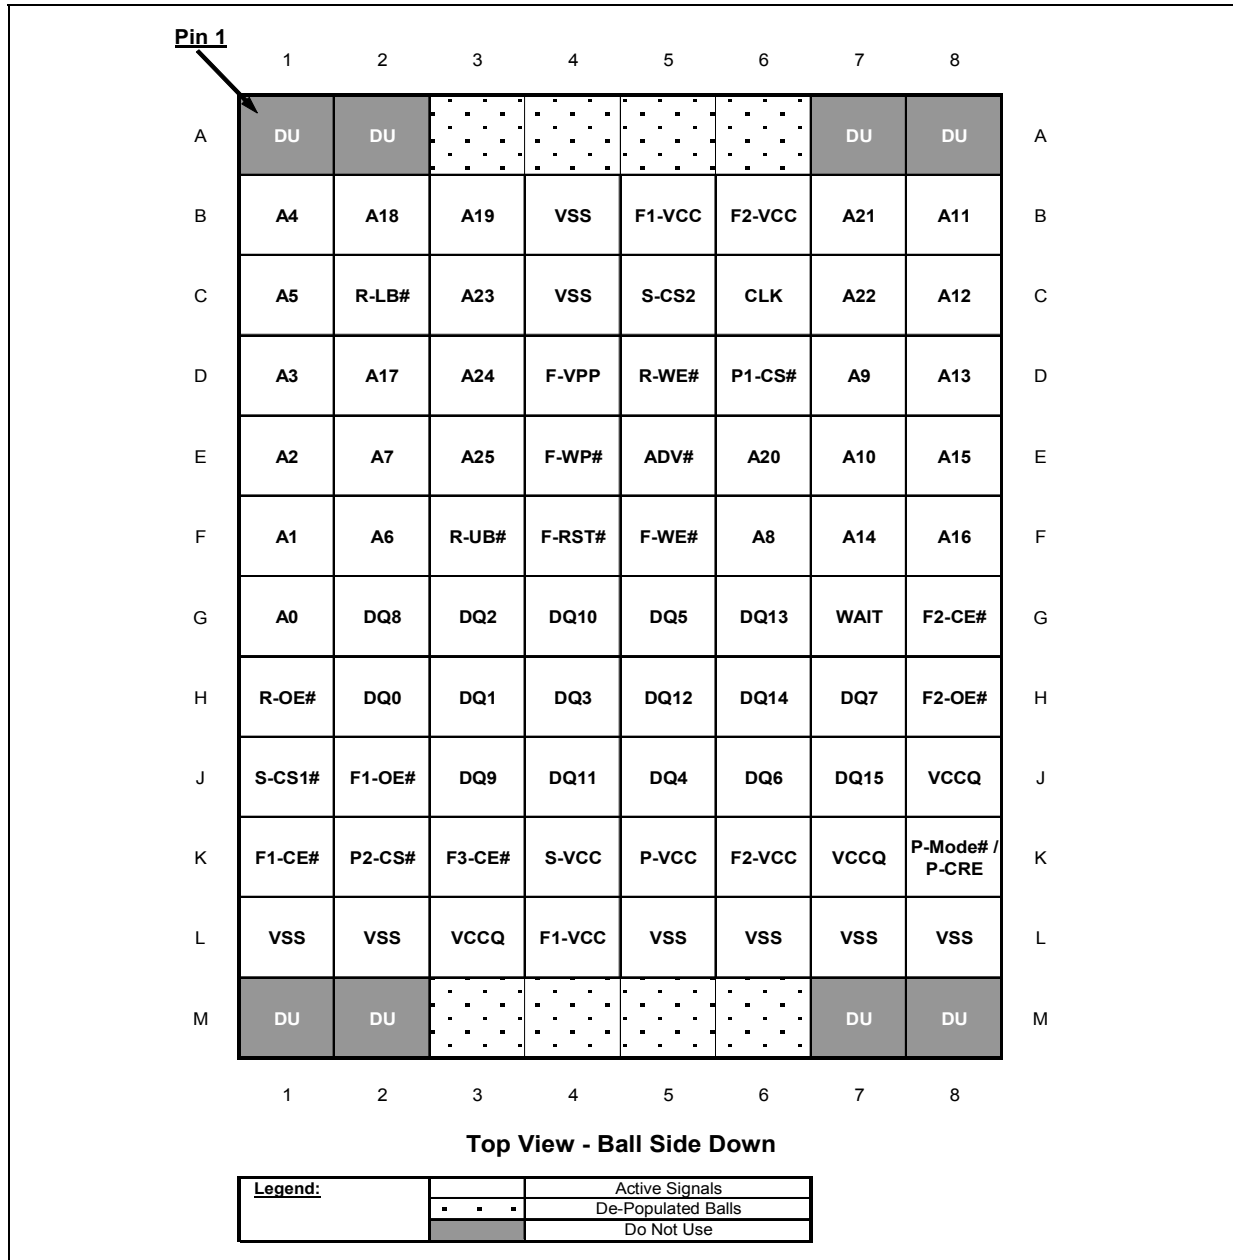 Pin 1
1 2 3 4 5 6 7 8
A DU DU DU DU A
B A4 A18 A19 VSS F1-VCC F2-VCC A21 A11 B
C A5 R-LB# A23 VSS S-CS2 CLK A22 A12 C
D A3 A17 A24 F-VPP R-WE# P1-CS# A9 A13 D
E A2 A7 A25 F-WP# ADV# A20 A10 A15 E
F A1 A6 R-UB# F-RST# F-WE# A8 A14 A16 F
G A0 DQ8 DQ2 DQ10 DQ5 DQ13 WAIT F2-CE# G
H R-OE# DQ0 DQ1 DQ3 DQ12 DQ14 DQ7 F2-OE# H
J S-CS1# F1-OE# DQ9 DQ11 DQ4 DQ6 DQ15 VCCQ J
K F1-CE# P2-CS# F3-CE# S-VCC P-VCC F2-VCC VCCQ P-Mode# / P-CRE K
L VSS VSS VCCQ F1-VCC VSS VSS VSS VSS L
M DU DU DU DU M
1 2 3 4 5 6 7 8
Top View - Ball Side Down
Legend: Active Signals
De-Populated Balls
Do Not Use